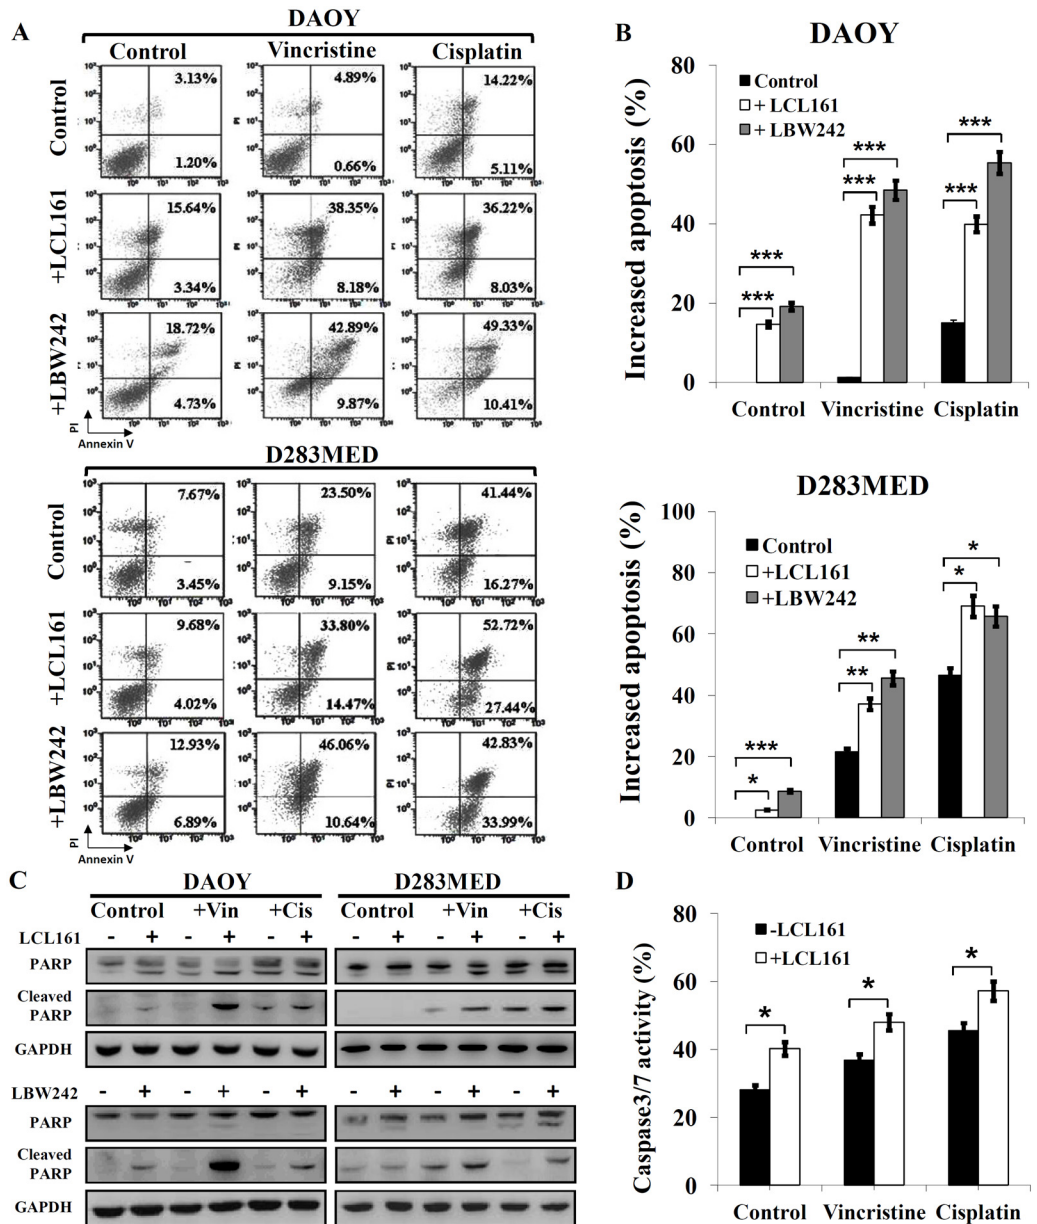 A
DAOY
Control Vincristine Cisplatin
Control
3.13% 4.89% 14.22%
1.20% 0.66% 5.11%
+LCL161
15.64% 38.35% 36.22%
3.34% 8.18% 8.03%
+LBW242
18.72% 42.89% 49.33%
4.73% 9.87% 10.41%
PI
Annexin V
D283MED
Control
7.67% 23.50% 41.44%
3.45% 9.15% 16.27%
+LCL161
9.68% 33.80% 52.72%
4.02% 14.47% 27.44%
+LBW242
12.93% 46.06% 42.83%
6.89% 10.64% 33.99%
PI
Annexin V
B
DAOY
Increased apoptosis (%)
80
60
40
20
0
Control
+ LCL161
+ LBW242
*** ***
*** ***
*** ***
Control Vincristine Cisplatin
D283MED
Increased apoptosis (%)
100
80
60
40
20
0
Control
+LCL161
+LBW242
*** *
** **
* *
Control Vincristine Cisplatin
C
DAOY D283MED
Control +Vin +Cis Control +Vin +Cis
LCL161 - + - + - + - + - + - +
PARP
Cleaved
PARP
GAPDH
LBW242 - + - + - + - + - + - +
PARP
Cleaved
PARP
GAPDH
D
Caspase3/7 activity (%)
80
60
40
20
0
-LCL161
+LCL161
* * *
Control Vincristine Cisplatin